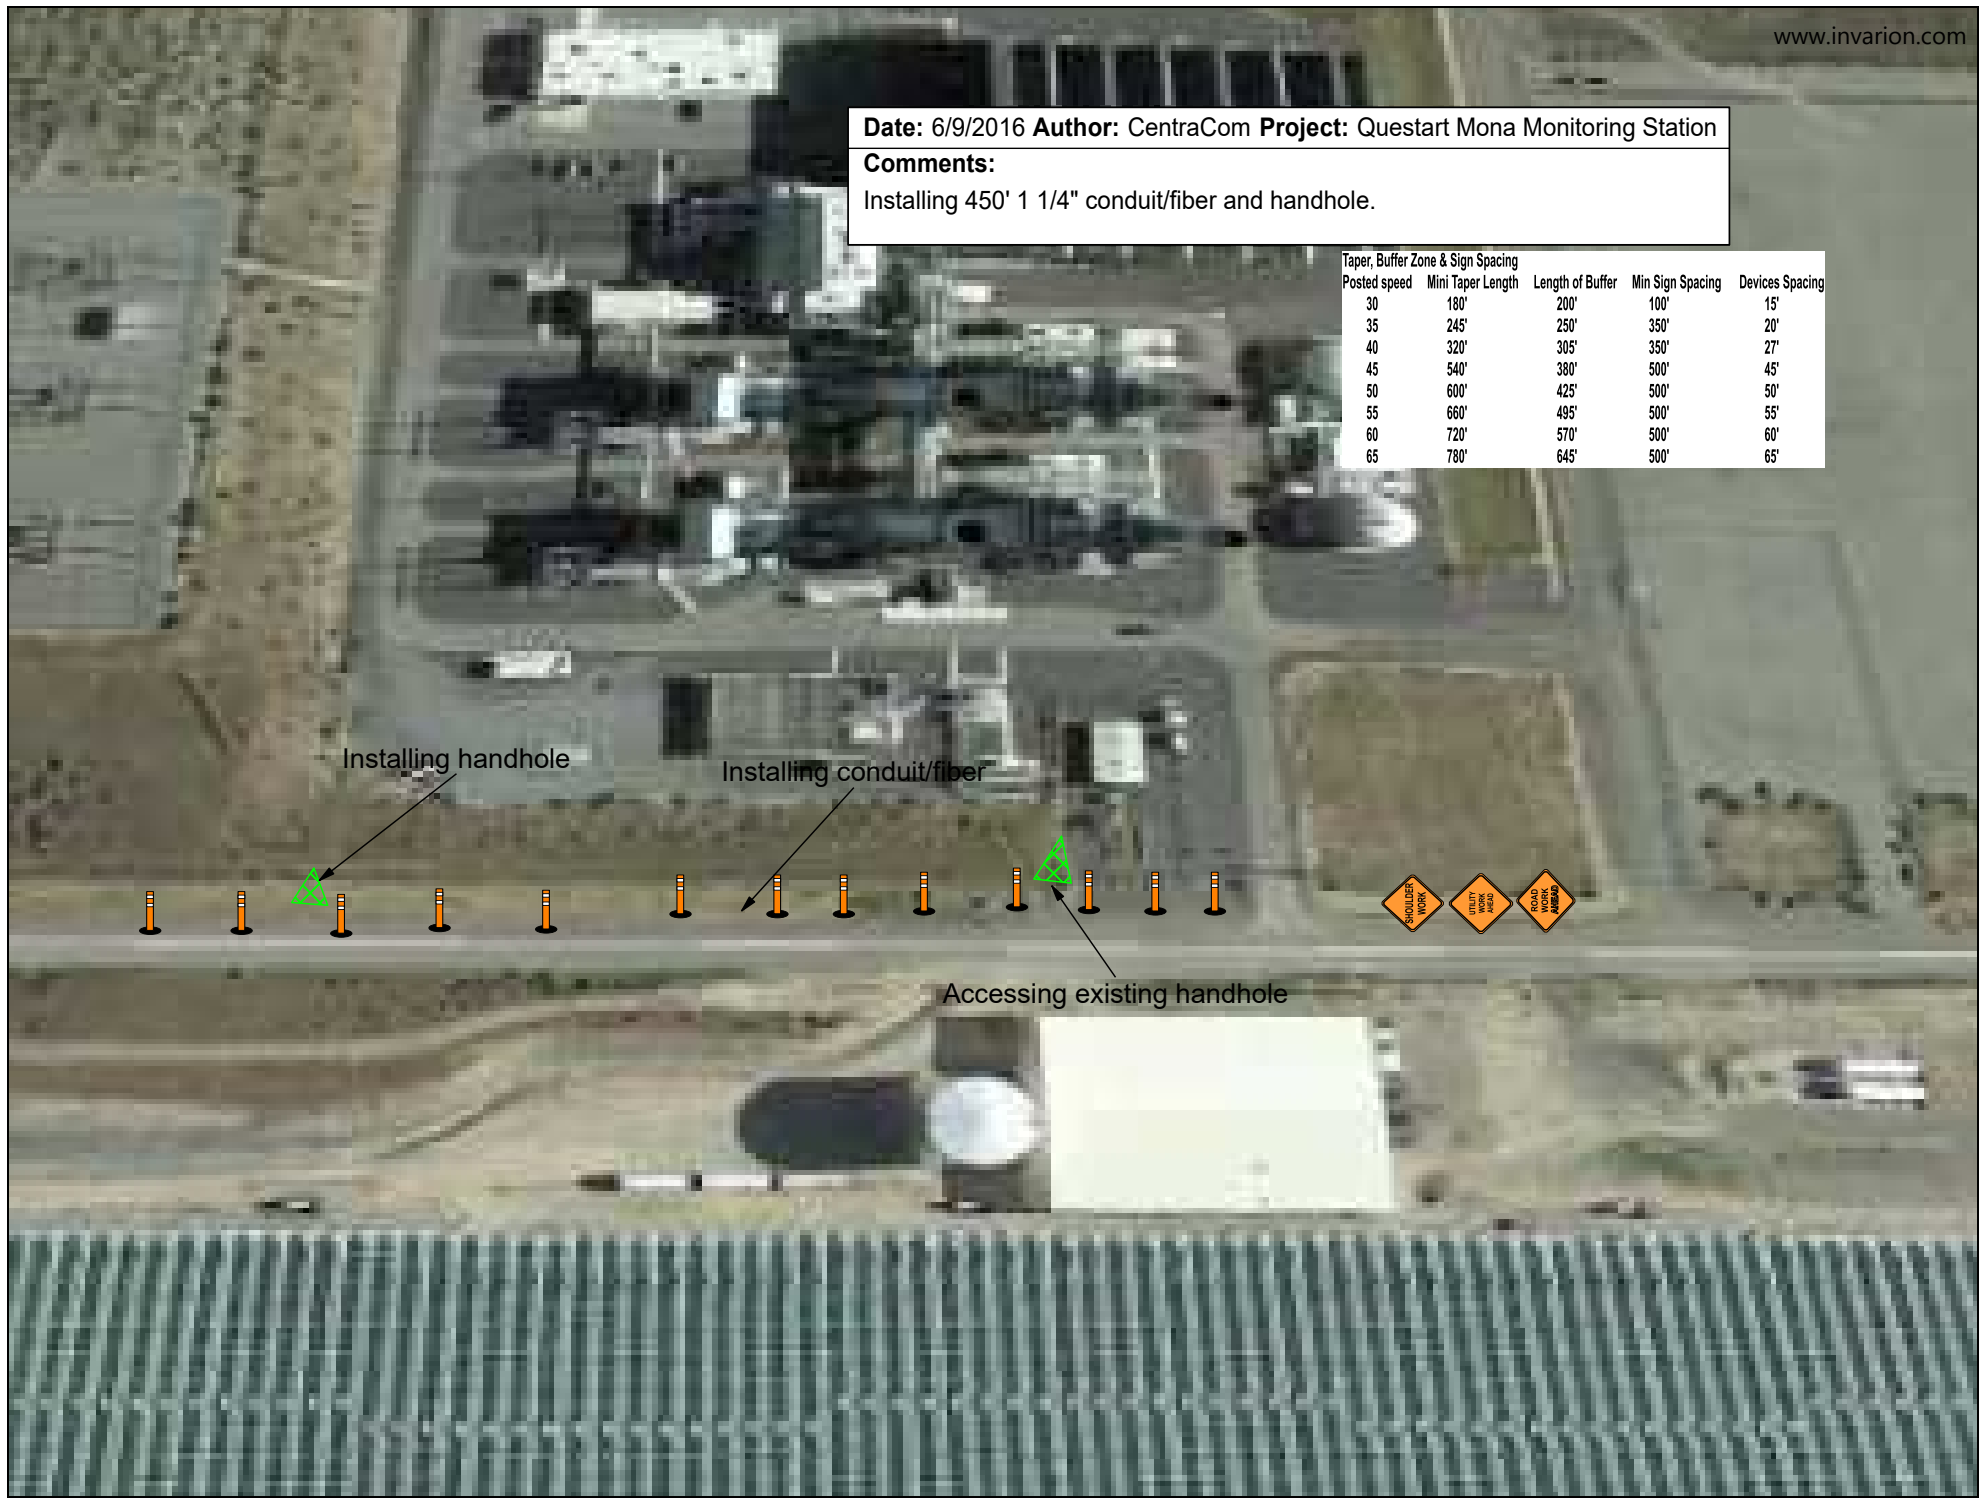 www.invarion.com
Date: 6/9/2016 Author: CentraCom Project: Questart Mona Monitoring Station
Comments:
Installing 450' 1 1/4" conduit/fiber and handhole.
Taper, Buffer Zone & Sign Spacing
Posted speed Mini Taper Length Length of Buffer Min Sign Spacing Devices Spacing
30 180' 200' 100' 15'
35 245' 250' 350' 20'
40 320' 305' 350' 27'
45 540' 380' 500' 45'
50 600' 425' 500' 50'
55 660' 495' 500' 55'
60 720' 570' 500' 60'
65 780' 645' 500' 65'
Installing handhole
Installing conduit/fiber
SHOULDER
WORK
UTILITY
WORK
AHEAD
ROAD
WORK
AHEAD
Accessing existing handhole